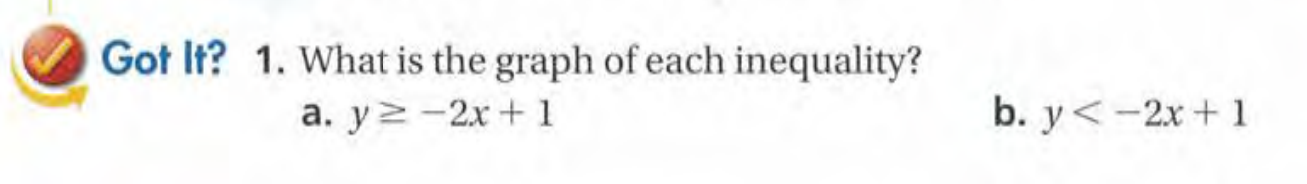 Got It? 1. What is the graph of each inequality?
a. y ≥ −2x + 1 b. y < −2x + 1